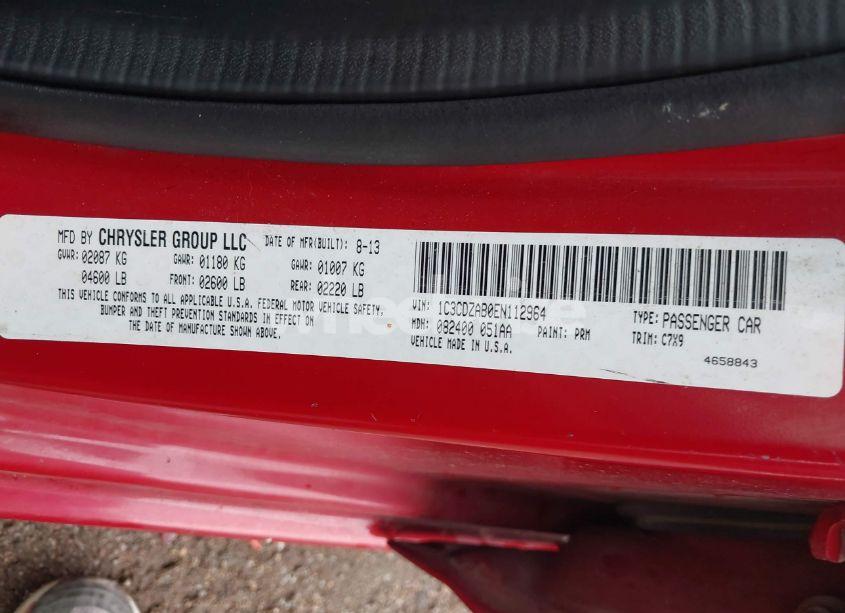 MFD BY CHRYSLER GROUP LLC DATE OF MFR(BUILT): 8-13
GVWR: 02087 KG GAWR: 01180 KG GAWR: 01007 KG
04600 LB FRONT: 02600 LB REAR: 02220 LB
THIS VEHICLE CONFORMS TO ALL APPLICABLE U.S.A. FEDERAL MOTOR VEHICLE SAFETY,
BUMPER AND THEFT PREVENTION STANDARDS IN EFFECT ON
THE DATE OF MANUFACTURE SHOWN ABOVE.
VIN: 1C3CDZAB0EN112964 TYPE: PASSENGER CAR
MDH: 082400 051AA PAINT: PRM TRIM: C7X9
VEHICLE MADE IN U.S.A.
4658843